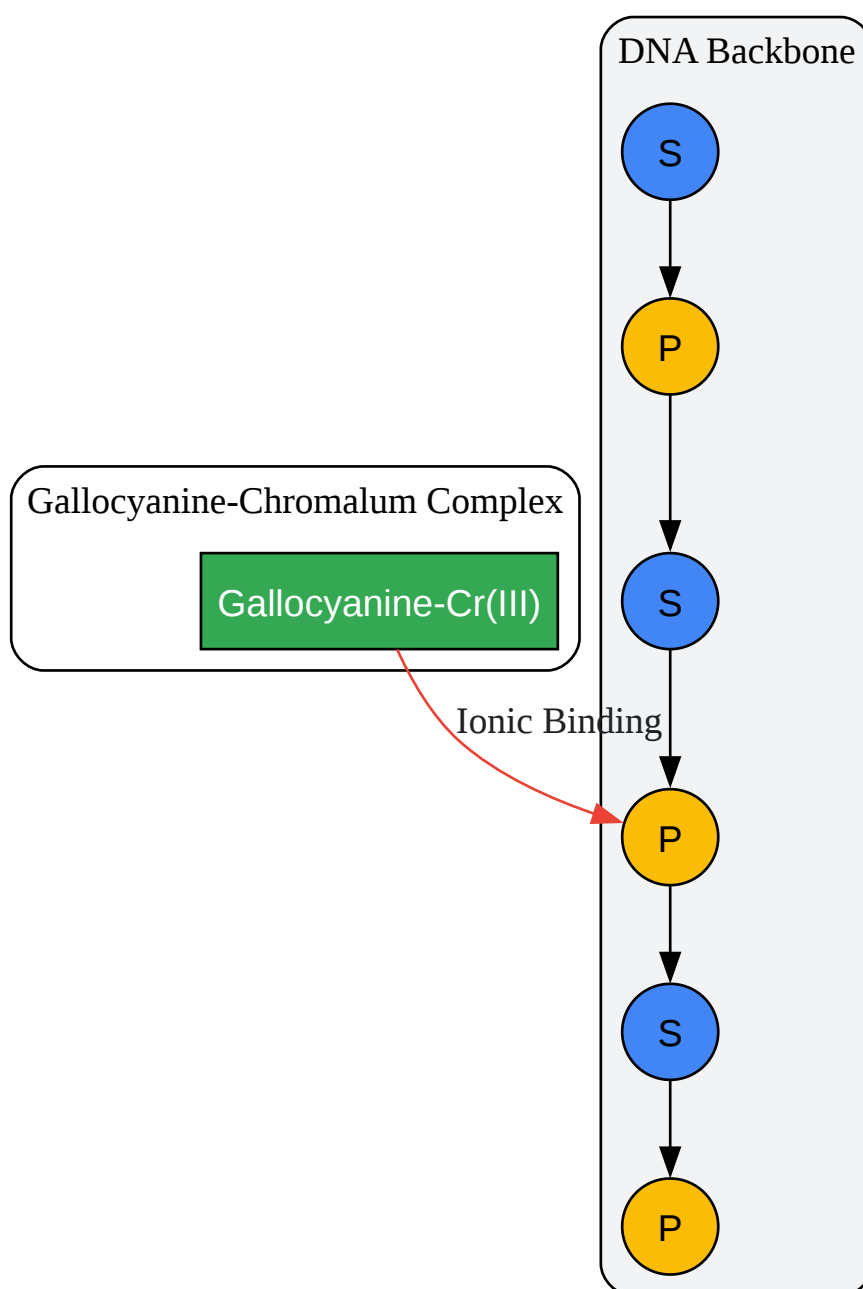 DNA Backbone
S
P
Gallocyanine-Chromalum Complex
Gallocyanine-Cr(III)
S
Ionic Binding
P
S
P